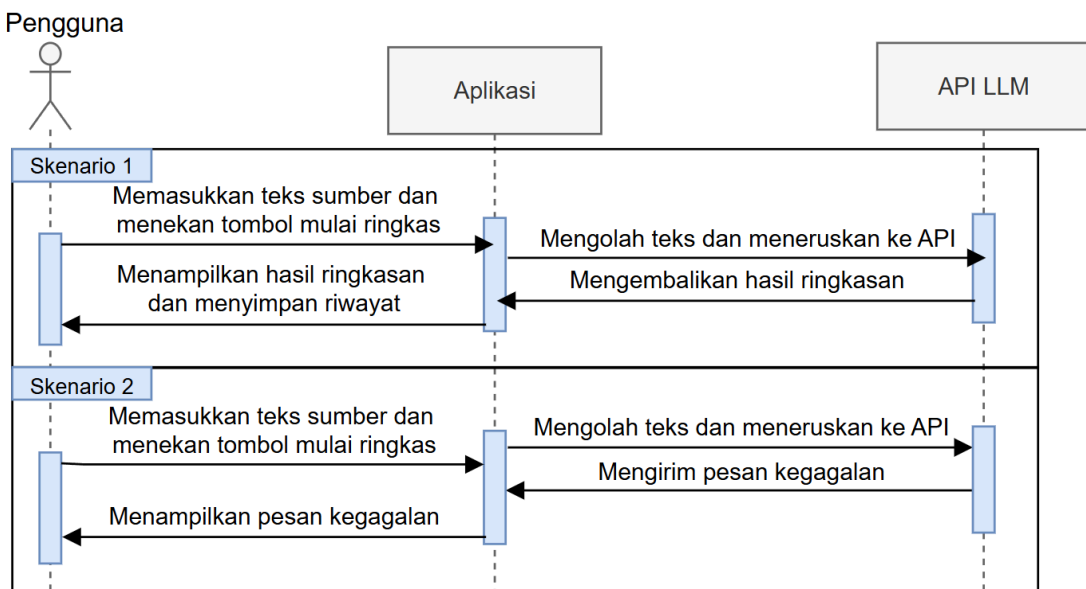 Pengguna
Aplikasi
API LLM
Skenario 1
Memasukkan teks sumber dan
menekan tombol mulai ringkas
Mengolah teks dan meneruskan ke API
Mengembalikan hasil ringkasan
Menampilkan hasil ringkasan
dan menyimpan riwayat
Skenario 2
Memasukkan teks sumber dan
menekan tombol mulai ringkas
Mengolah teks dan meneruskan ke API
Mengirim pesan kegagalan
Menampilkan pesan kegagalan